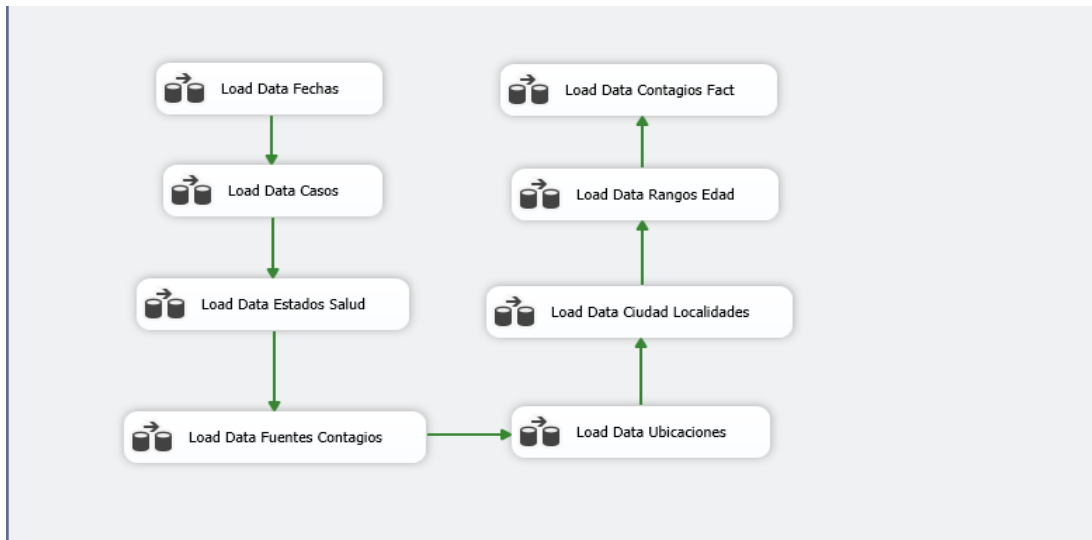 Load Data Fechas
Load Data Casos
Load Data Estados Salud
Load Data Fuentes Contagios
Load Data Ubicaciones
Load Data Ciudad Localidades
Load Data Rangos Edad
Load Data Contagios Fact